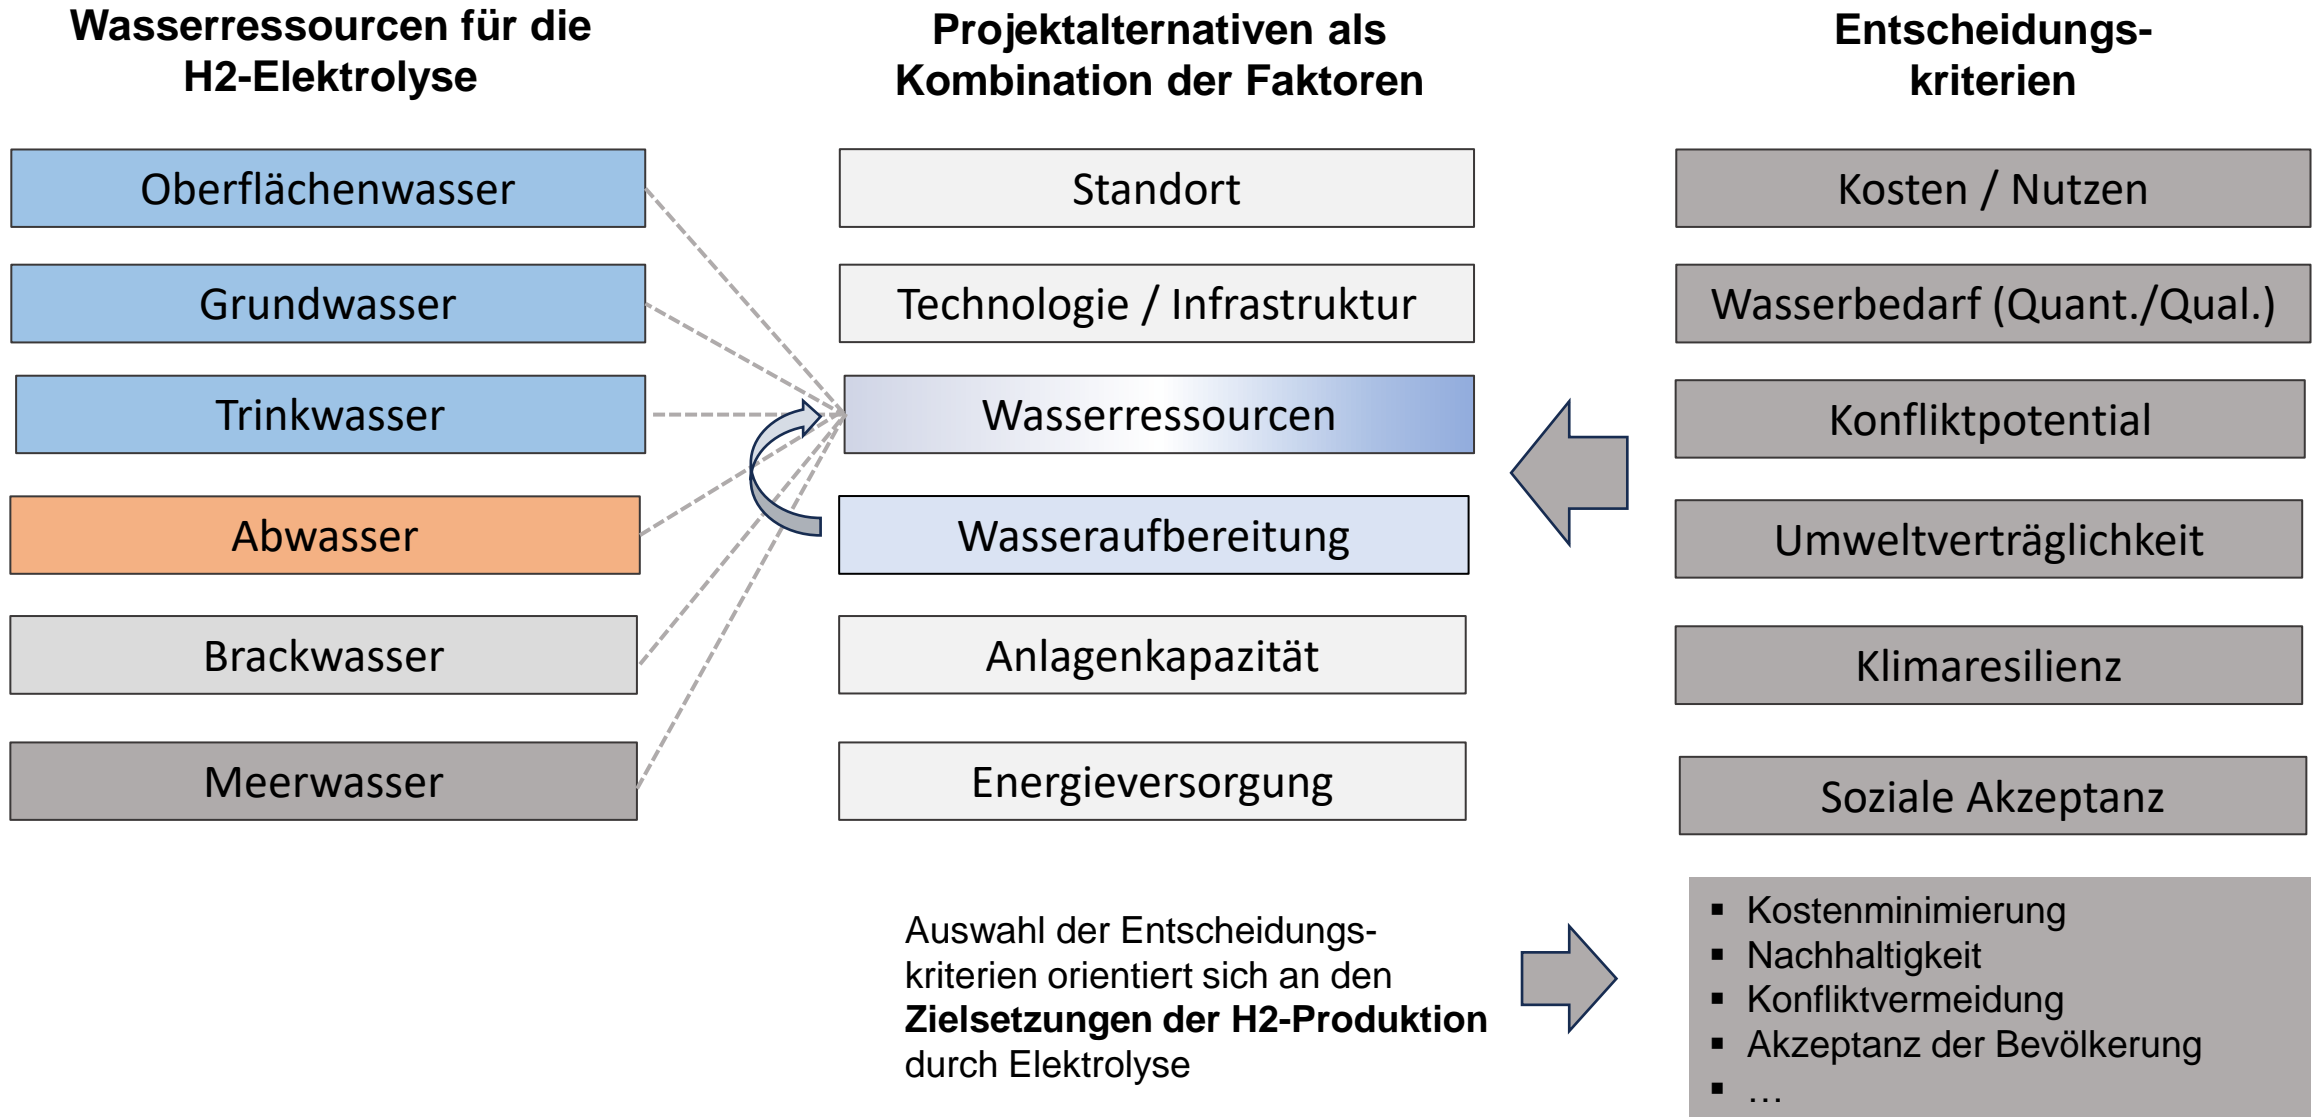 Wasserressourcen für die
H2-Elektrolyse
Oberflächenwasser
Grundwasser
Trinkwasser
Abwasser
Brackwasser
Meerwasser
Projektalternativen als
Kombination der Faktoren
Standort
Technologie / Infrastruktur
Wasserressourcen
Wasseraufbereitung
Anlagenkapazität
Energieversorgung
Auswahl der Entscheidungs-
kriterien orientiert sich an den
Zielsetzungen der H2-Produktion
durch Elektrolyse
Entscheidungs-
kriterien
Kosten / Nutzen
Wasserbedarf (Quant./Qual.)
Konfliktpotential
Umweltverträglichkeit
Klimaresilienz
Soziale Akzeptanz
▪ Kostenminimierung
▪ Nachhaltigkeit
▪ Konfliktvermeidung
▪ Akzeptanz der Bevölkerung
▪ …